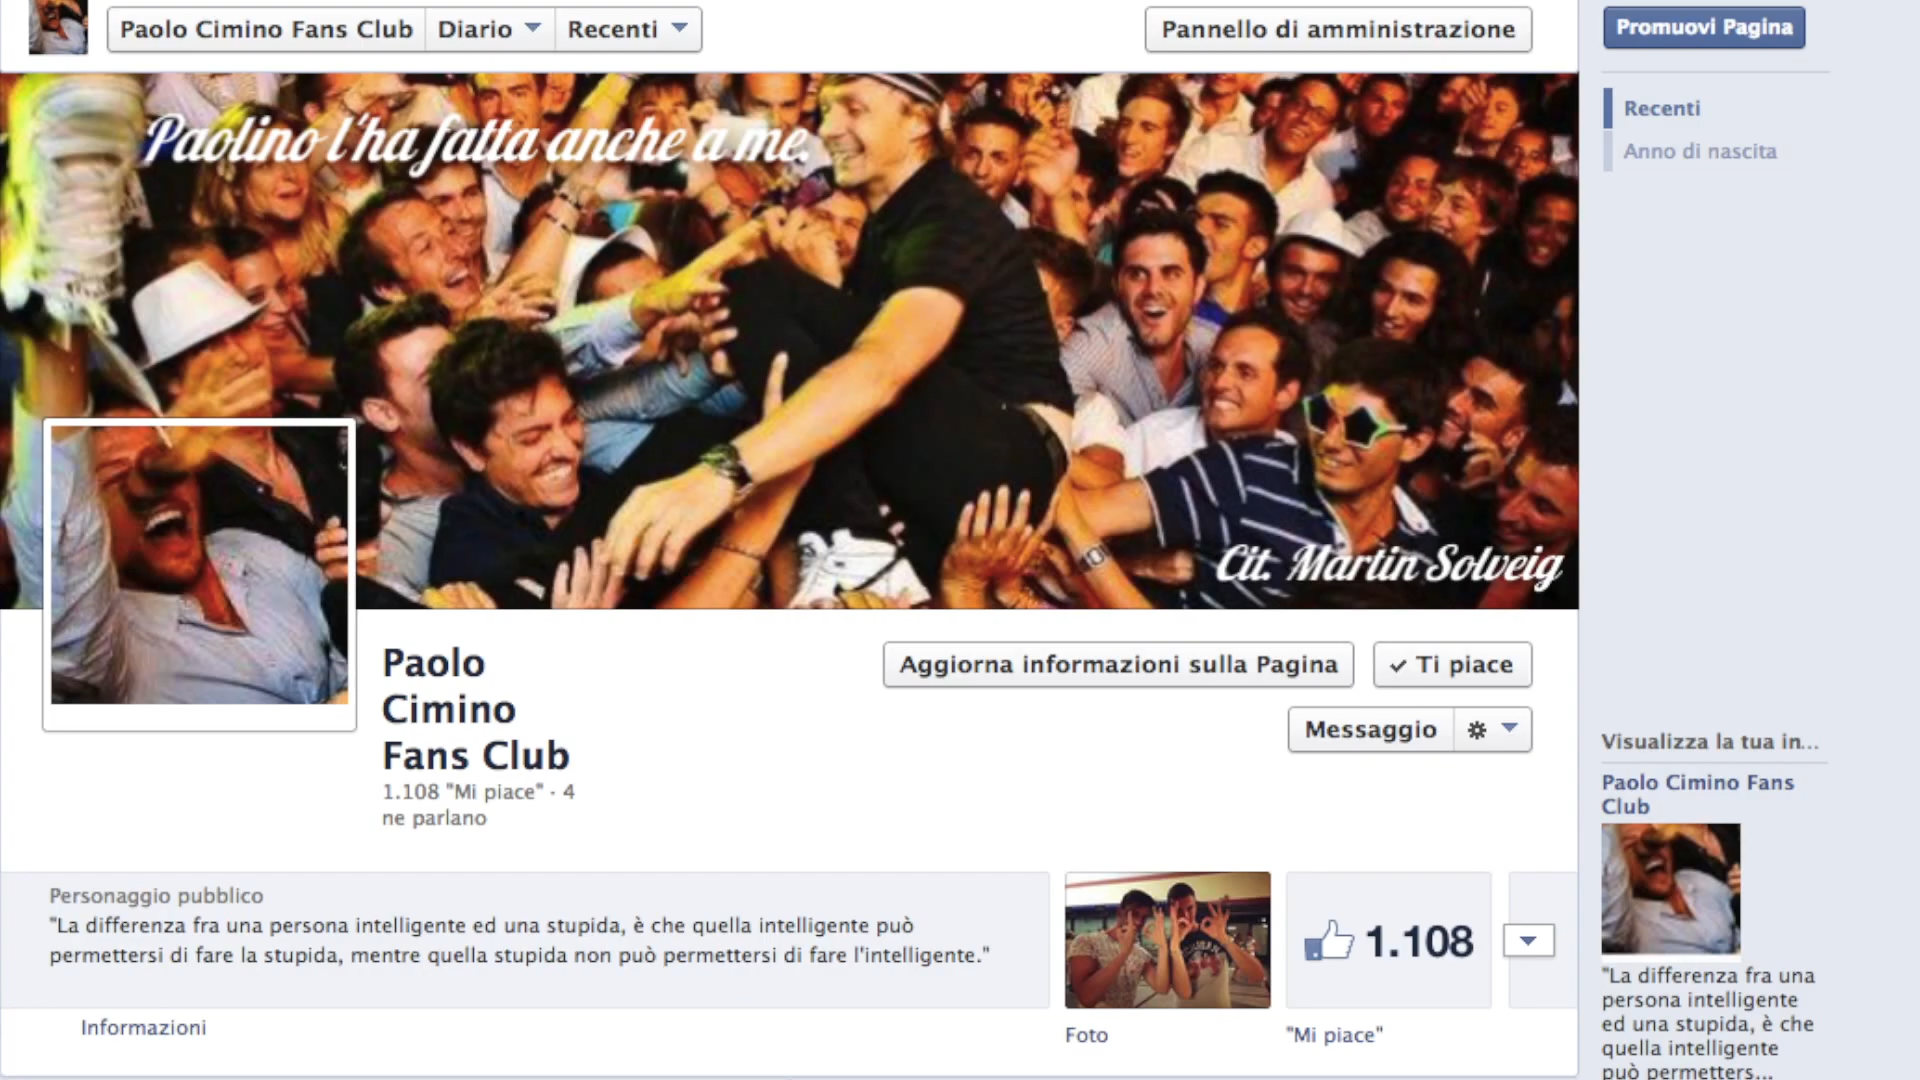 Paolo Cimino Fans Club
Diario
Recenti
Pannello di amministrazione
Promuovi Pagina
Recenti
Anno di nascita
Paolino l'ha fatta anche a me.
Cit. Martin Solveig
Paolo
Cimino
Fans Club
1.108 "Mi piace" · 4
ne parlano
Aggiorna informazioni sulla Pagina
✓ Ti piace
Messaggio
Personaggio pubblico
"La differenza fra una persona intelligente ed una stupida, è che quella intelligente può
permettersi di fare la stupida, mentre quella stupida non può permettersi di fare l'intelligente."
Informazioni
Foto
1.108
"Mi piace"
Visualizza la tua in...
Paolo Cimino Fans
Club
"La differenza fra una
persona intelligente
ed una stupida, è che
quella intelligente
può permetters...